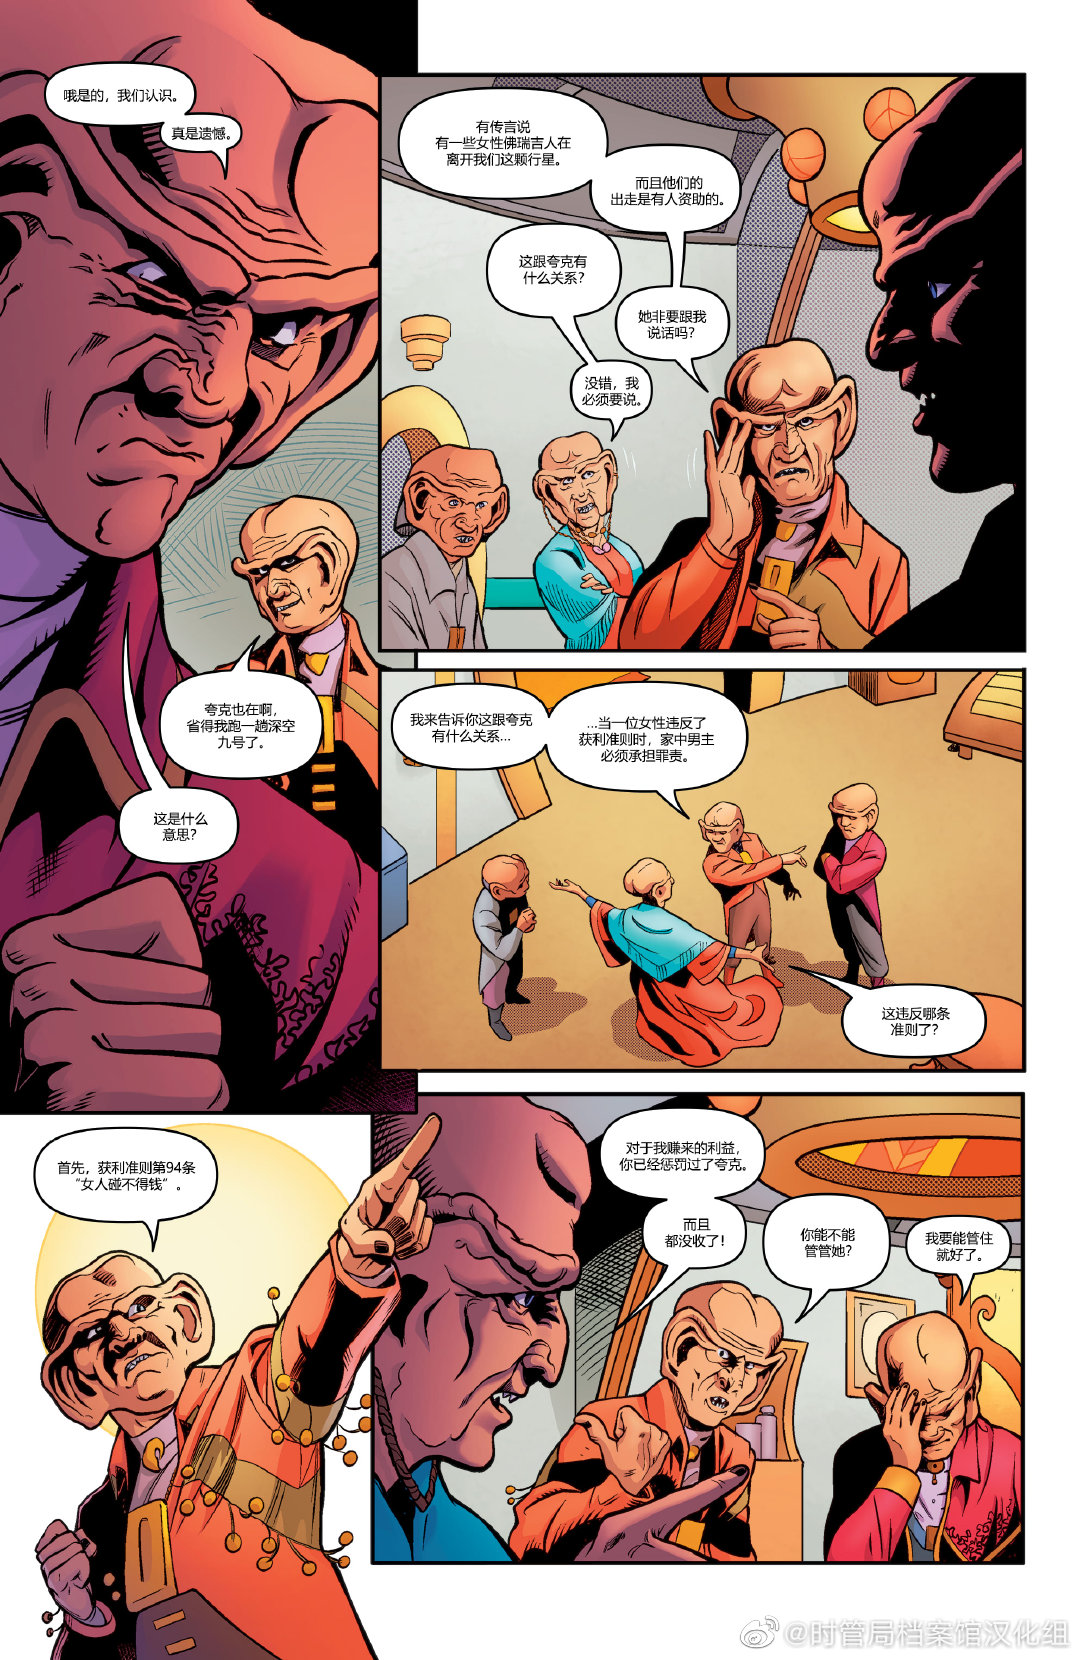 哦是的，我们认识。
真是遗憾。
夸克也在啊，
省得我跑一趟深空
九号了。
这是什么
意思？
有传言说
有一些女性佛瑞吉人在
离开我们这颗行星。
而且他们的
出走是有人资助的。
这跟夸克有
什么关系？
她非要跟我
说话吗？
没错，我
必须要说。
我来告诉你这跟夸克
有什么关系...
...当一位女性违反了
获利准则时，家中男主
必须承担罪责。
这违反哪条
准则了？
首先，获利准则第94条
“女人碰不得钱”。
对于我赚来的利益，
你已经惩罚过了夸克。
而且
都没收了！
你能不能
管管她？
我要能管住
就好了。
@时管局档案馆汉化组